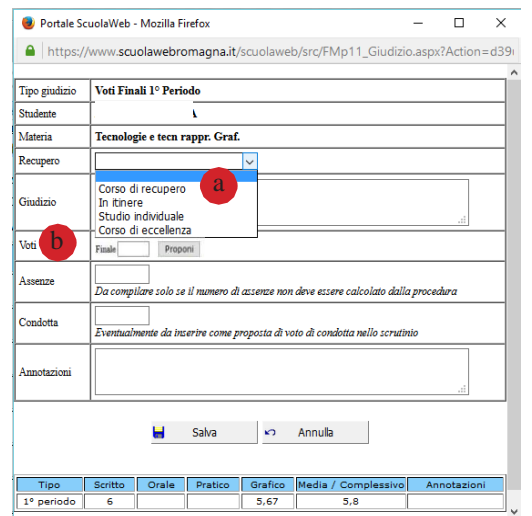 Portale ScuolaWeb - Mozilla Firefox
https://www.scuolawebromagna.it/scuolaweb/src/FMp11_Giudizio.aspx?Action=d39
Tipo giudizio Voti Finali 1° Periodo
Studente
Materia Tecnologie e tecn rappr. Graf.
Recupero
Corso di recupero a
In itinere
Giudizio
Studio individuale
Corso di eccellenza
Voti b Finale Proponi
Assenze
Da compilare solo se il numero di assenze non deve essere calcolato dalla procedura
Condotta
Eventualmente da inserire come proposta di voto di condotta nello scrutinio
Annotazioni
Salva Annulla
Tipo Scritto Orale Pratico Grafico Media / Complessivo Annotazioni
1° periodo 6 5,67 5,8